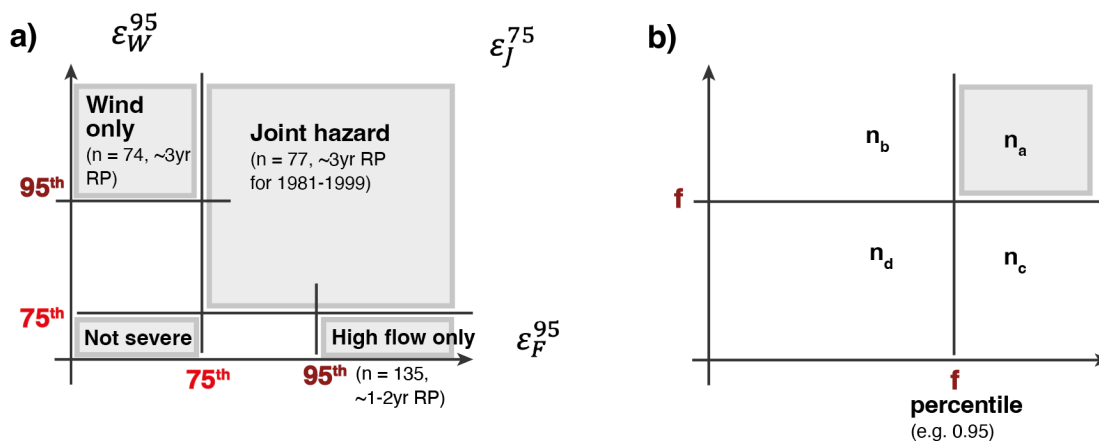 a)
ε_W^95
ε_J^75
Wind
only
(n = 74, ~3yr
RP)
Joint hazard
(n = 77, ~3yr RP
for 1981-1999)
95th
75th
Not severe
High flow only
ε_F^95
75th
95th
(n = 135,
~1-2yr RP)
b)
n_b
n_a
f
n_d
n_c
f
percentile
(e.g. 0.95)